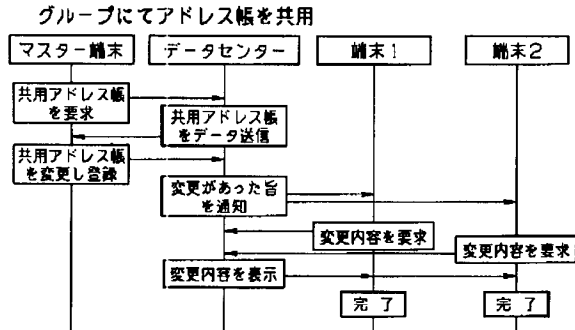 グループにてアドレス帳を共用
マスター端末
データセンター
端末1
端末2
共用アドレス帳
を要求
共用アドレス帳
をデータ送信
共用アドレス帳
を変更し登録
変更があった旨
を通知
変更内容を要求
変更内容を要求
変更内容を表示
完了
完了